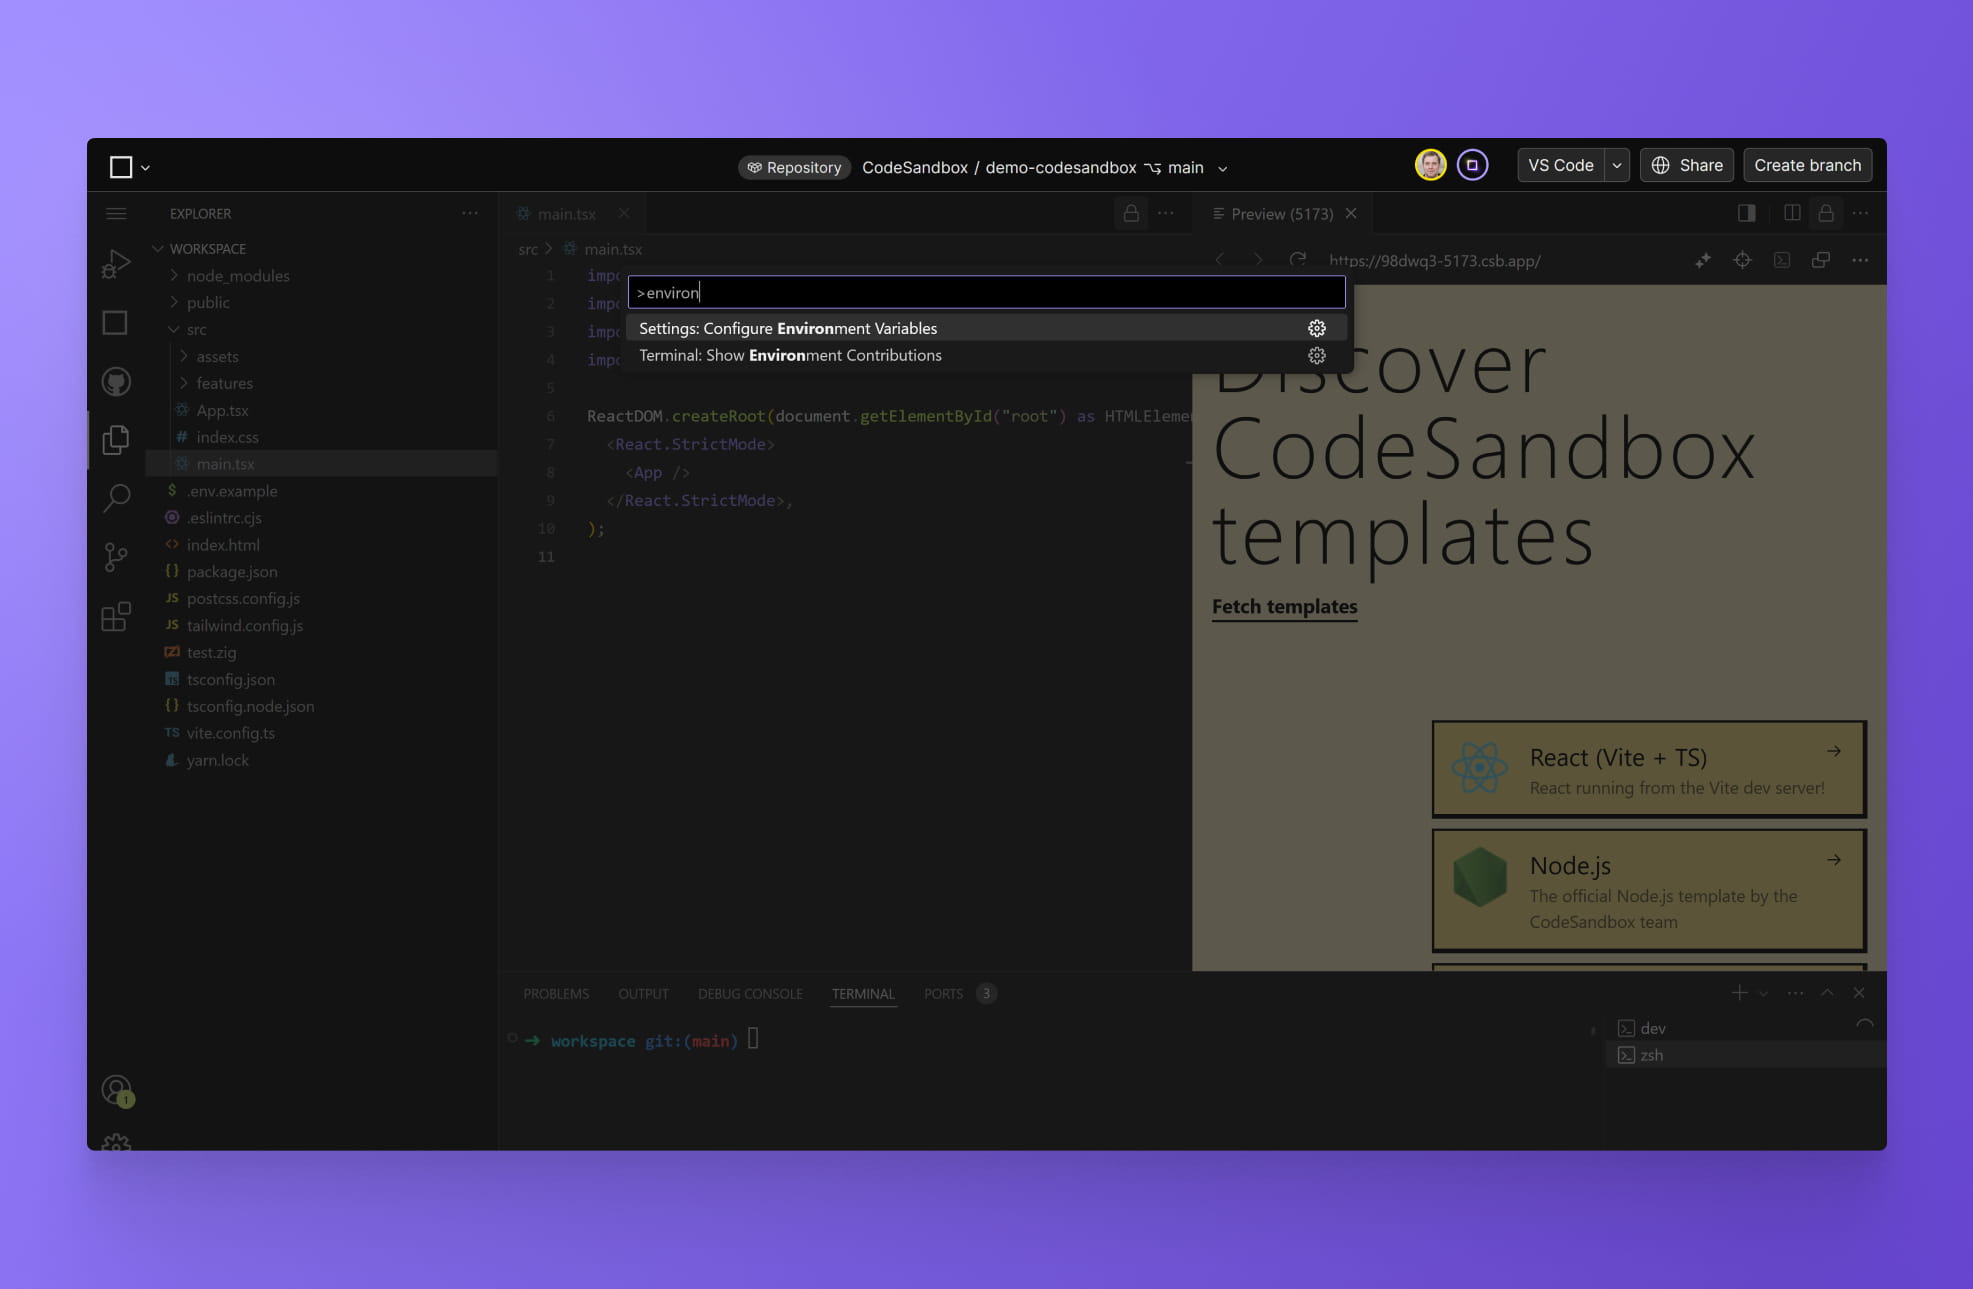 Repository CodeSandbox / demo-codesandbox main
VS Code
Share
Create branch
EXPLORER
WORKSPACE
node_modules
public
src
assets
features
App.tsx
# index.css
main.tsx
$ .env.example
.eslintrc.cjs
<> index.html
{} package.json
JS postcss.config.js
JS tailwind.config.js
test.zig
TS tsconfig.json
{} tsconfig.node.json
TS vite.config.ts
yarn.lock
1
main.tsx
src > main.tsx
>environ
Settings: Configure Environment Variables
Terminal: Show Environment Contributions
1 impo
2 impo
3 impo
4 impo
5
6 ReactDOM.createRoot(document.getElementById("root") as HTMLEleme
7 <React.StrictMode>
8 <App />
9 </React.StrictMode>,
10 );
11
Preview (5173)
https://98dwq3-5173.csb.app/
Discover
CodeSandbox
templates
Fetch templates
React (Vite + TS)
React running from the Vite dev server!
Node.js
The official Node.js template by the
CodeSandbox team
PROBLEMS OUTPUT DEBUG CONSOLE TERMINAL PORTS 3
workspace git:(main)
dev
zsh